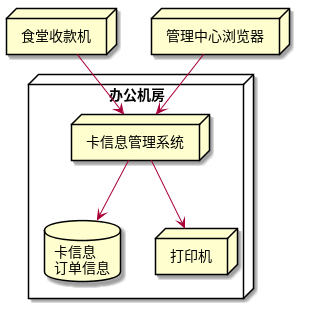 食堂收款机
管理中心浏览器
办公机房
卡信息管理系统
卡信息
订单信息
打印机